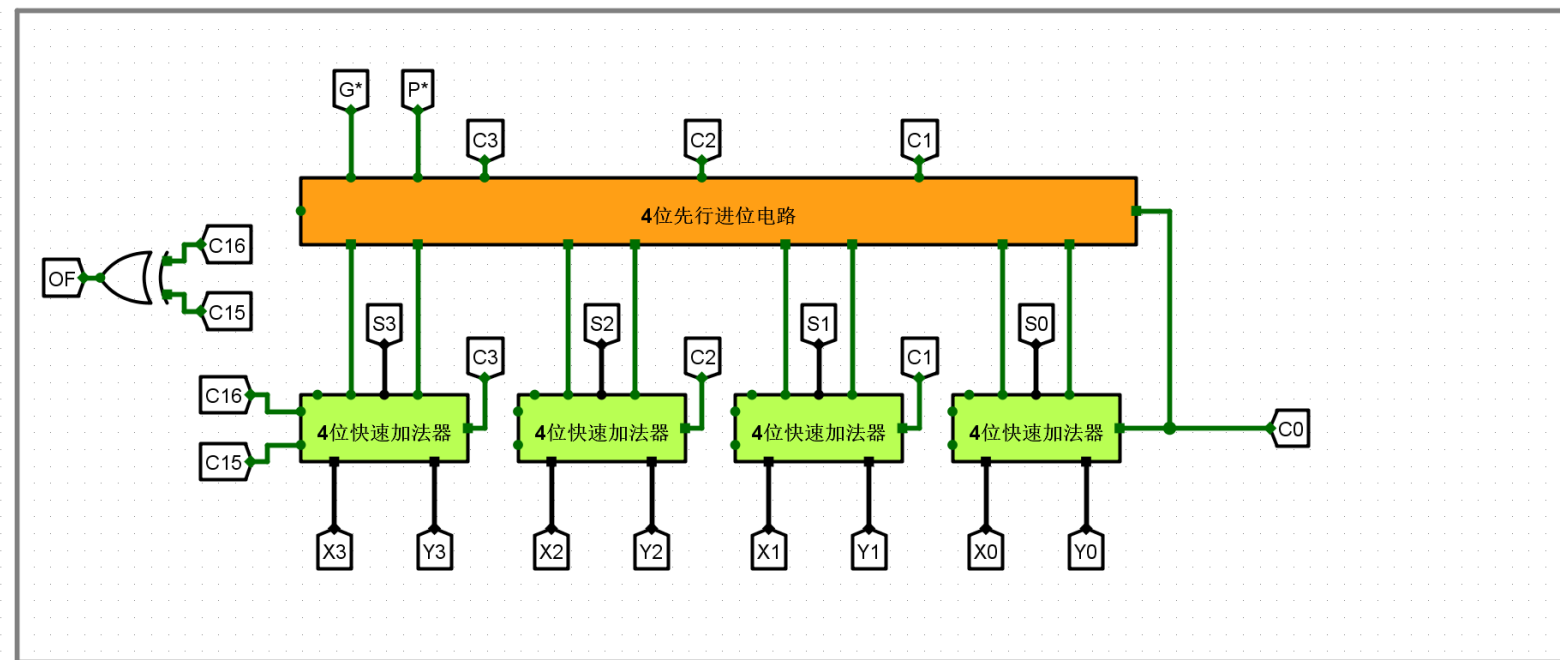 G* P*
C3 C2 C1
4位先行进位电路
C16
OF
C15
S3 S2 S1 S0
C3 C2 C1
C16
4位快速加法器 4位快速加法器 4位快速加法器 4位快速加法器 C0
C15
X3 Y3 X2 Y2 X1 Y1 X0 Y0